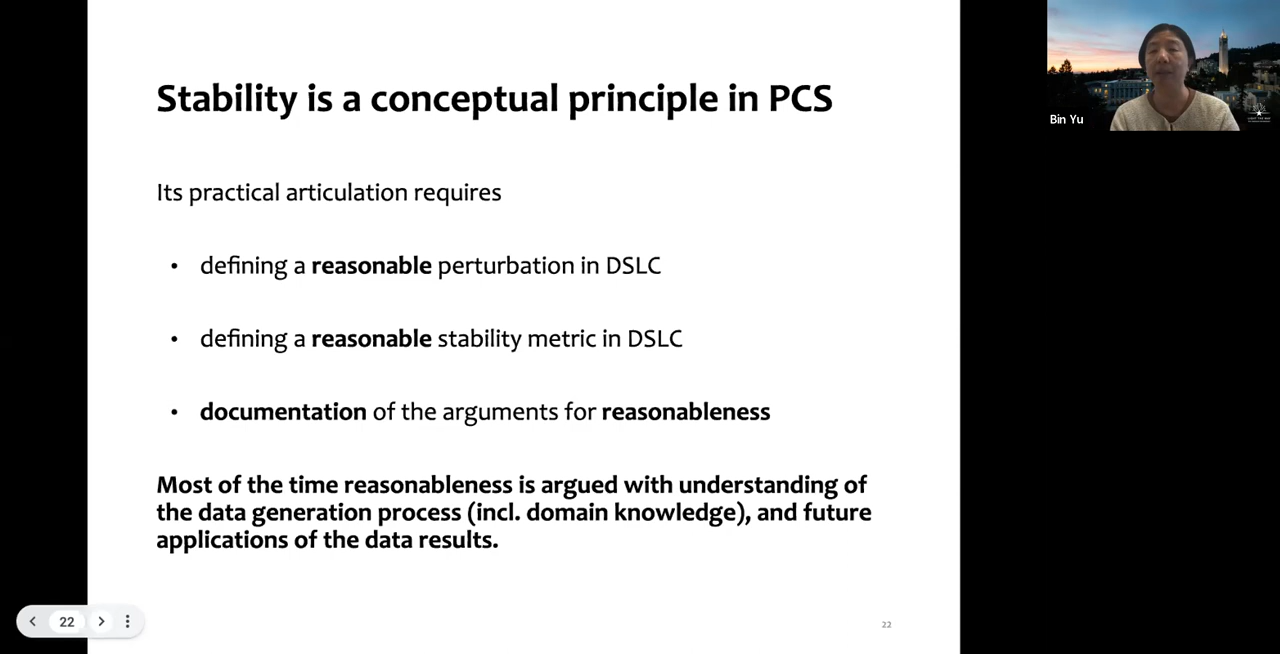 Stability is a conceptual principle in PCS
Its practical articulation requires
• defining a reasonable perturbation in DSLC
• defining a reasonable stability metric in DSLC
• documentation of the arguments for reasonableness
Most of the time reasonableness is argued with understanding of
the data generation process (incl. domain knowledge), and future
applications of the data results.
22
22
Bin Yu